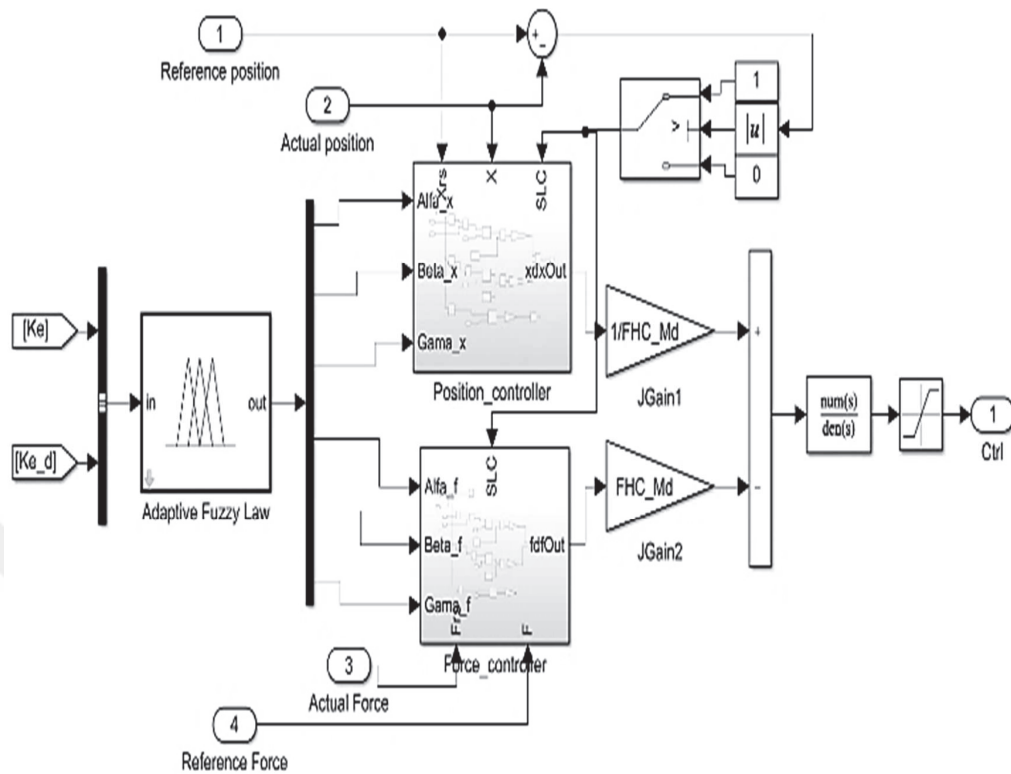 1
Reference position
+
-
2
Actual position
1
|u|
0
>
Xrs
X
SLC
Alfa_x
Beta_x
Gama_x
xdxOut
Position_controller
[Ke]
[Ke_d]
in
out
Adaptive Fuzzy Law
1/FHC_Md
JGain1
+
-
num(s)
den(s)
1
Ctrl
SLC
Alfa_f
Beta_f
Gama_f
fdfOut
F
Force_controller
FHC_Md
JGain2
3
Actual Force
4
Reference Force